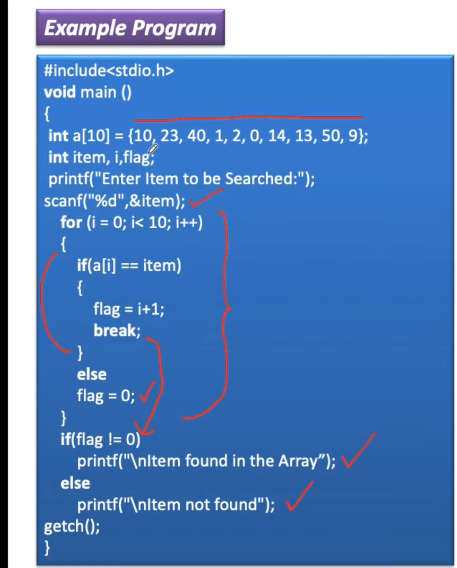 Example Program
#include<stdio.h>
void main ()
{
int a[10] = {10, 23, 40, 1, 2, 0, 14, 13, 50, 9};
int item, i,flag;
printf("Enter Item to be Searched:");
scanf("%d",&item);
for (i = 0; i< 10; i++)
{
if(a[i] == item)
{
flag = i+1;
break;
}
else
flag = 0;
}
if(flag != 0)
printf("\nItem found in the Array”);
else
printf("\nItem not found");
getch();
}